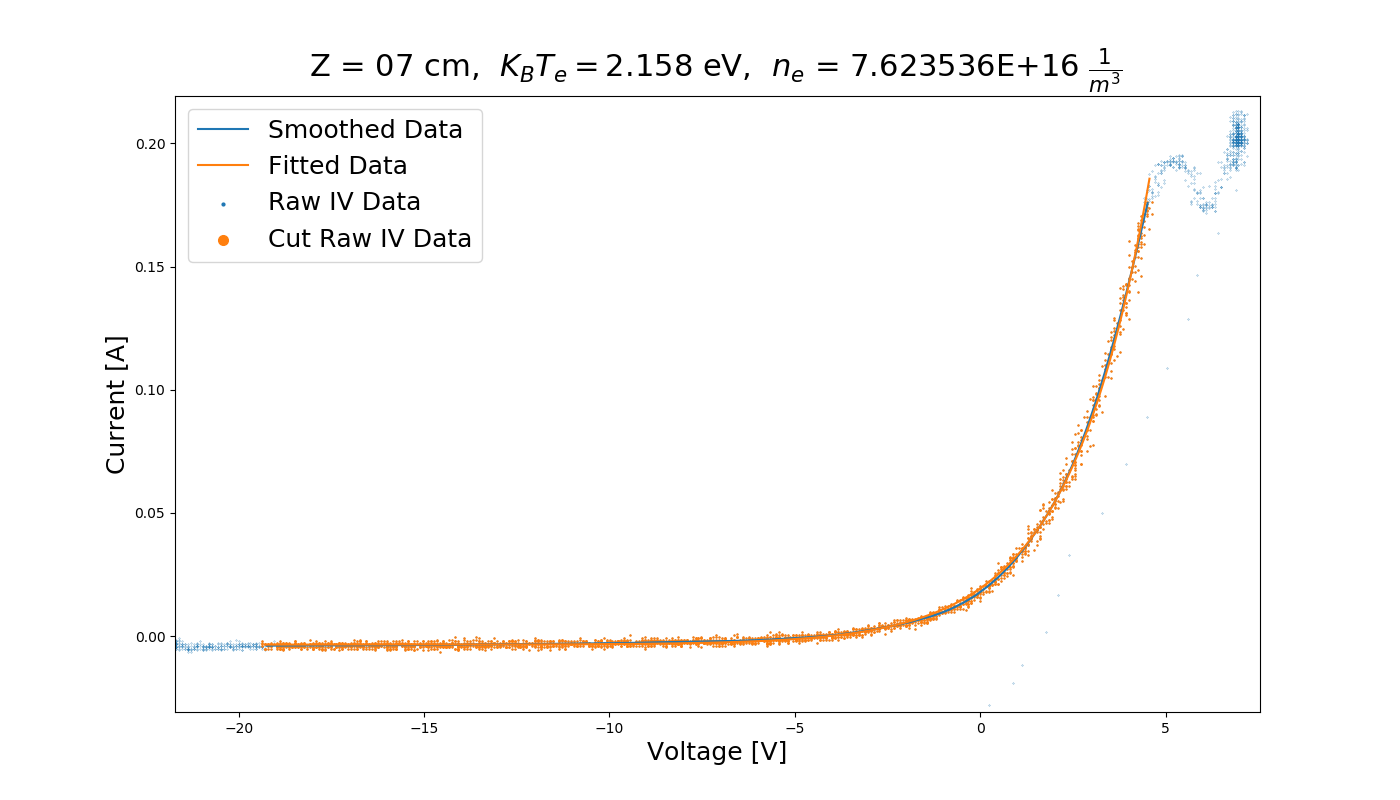 Z = 07 cm, K_BT_e = 2.158 eV, n_e = 7.623536E+16 1/m^3
Smoothed Data
Fitted Data
Raw IV Data
Cut Raw IV Data
Current [A]
0.20
0.15
0.10
0.05
0.00
−20 −15 −10 −5 0 5
Voltage [V]